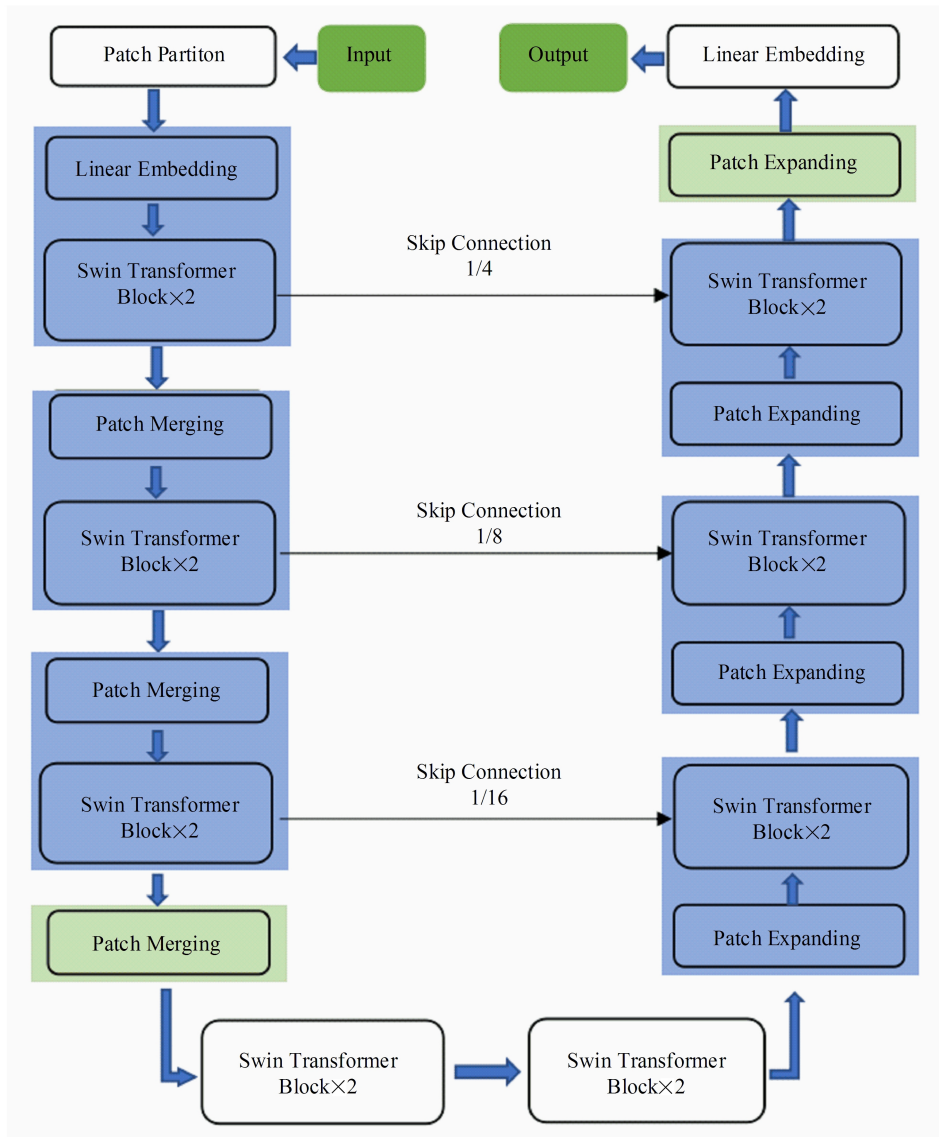 Patch Partiton
Input
Output
Linear Embedding
Linear Embedding
Patch Expanding
Swin Transformer
Block×2
Skip Connection
1/4
Swin Transformer
Block×2
Patch Merging
Patch Expanding
Swin Transformer
Block×2
Skip Connection
1/8
Swin Transformer
Block×2
Patch Merging
Patch Expanding
Swin Transformer
Block×2
Skip Connection
1/16
Swin Transformer
Block×2
Patch Merging
Patch Expanding
Swin Transformer
Block×2
Swin Transformer
Block×2